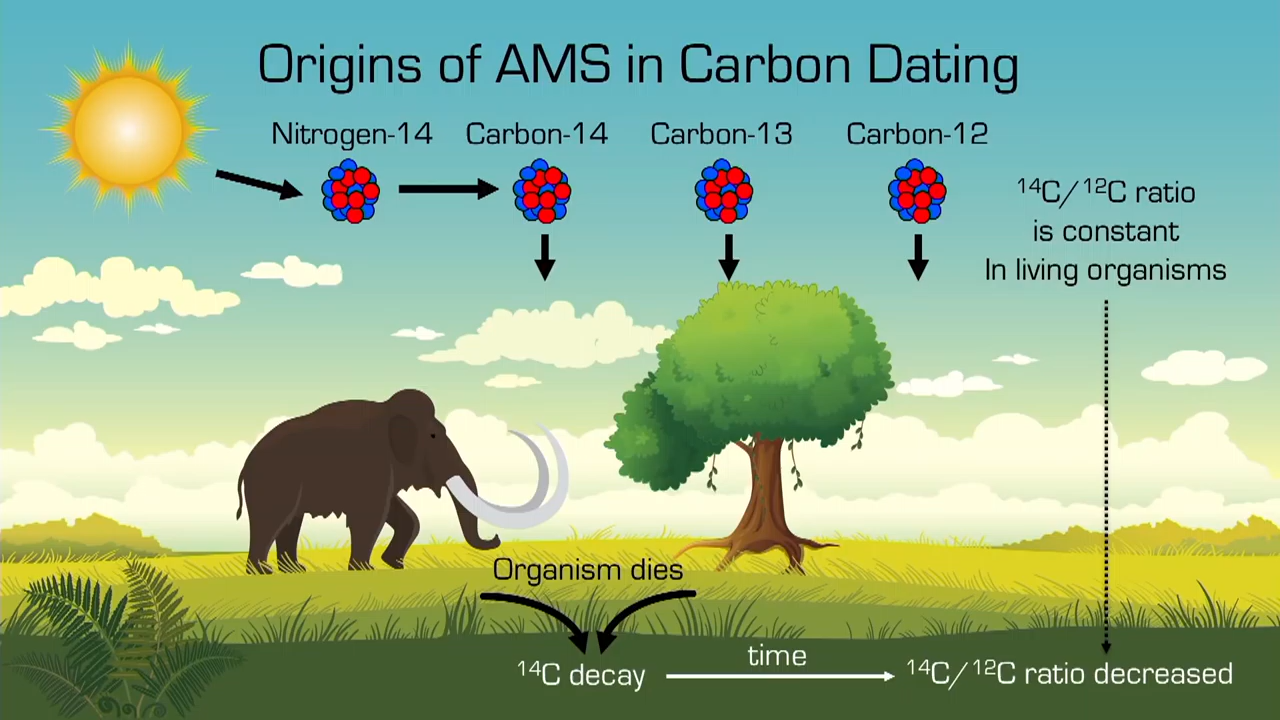 Origins of AMS in Carbon Dating
Nitrogen-14
Carbon-14
Carbon-13
Carbon-12
¹⁴C/¹²C ratio
is constant
In living organisms
Organism dies
¹⁴C decay
time
¹⁴C/¹²C ratio decreased